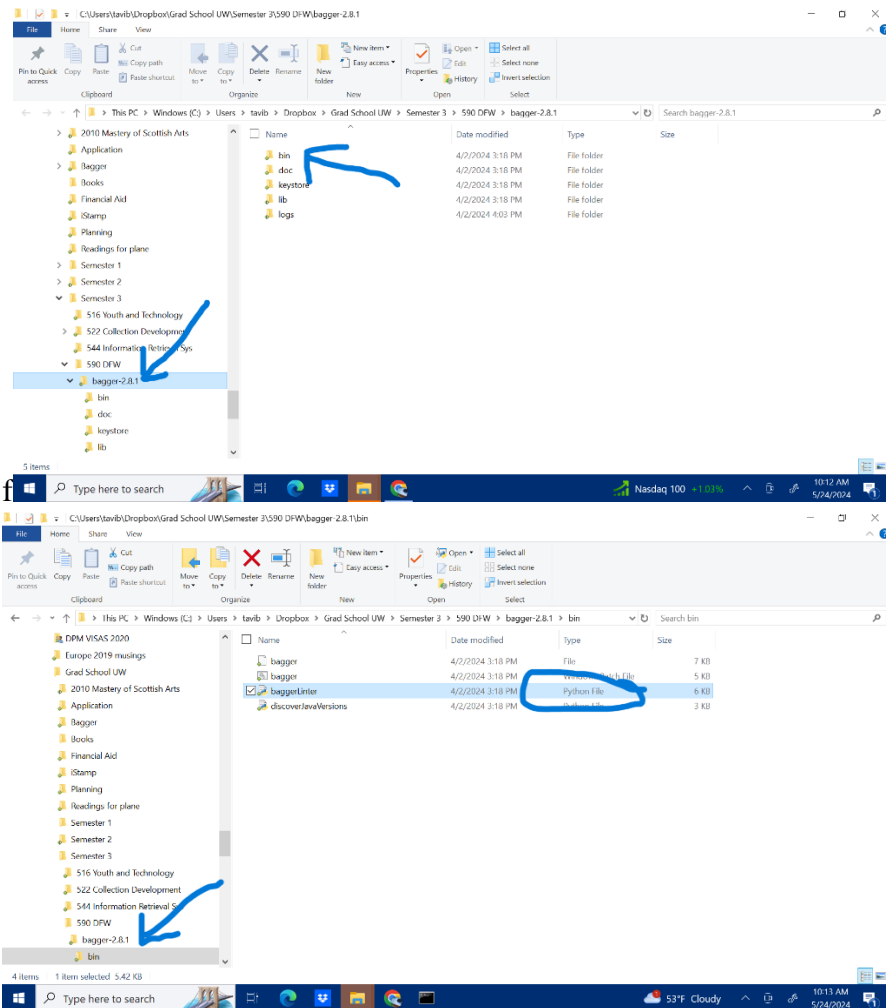 C:\Users\tavib\Dropbox\Grad School UW\Semester 3\590 DFW\bagger-2.8.1
File Home Share View
Pin to Quick access Copy Paste Cut Copy path Paste shortcut Move to Copy to Delete Rename New folder New item Easy access Properties Open Edit History Select all Select none Invert selection
Clipboard Organize New Open Select
This PC > Windows (C:) > Users > tavib > Dropbox > Grad School UW > Semester 3 > 590 DFW > bagger-2.8.1 Search bagger-2.8.1
2010 Mastery of Scottish Arts
Application
Bagger
Books
Financial Aid
iStamp
Planning
Readings for plane
Semester 1
Semester 2
Semester 3
516 Youth and Technology
522 Collection Development
544 Information Retrieval Sys
590 DFW
bagger-2.8.1
bin
doc
keystore
lib
Name Date modified Type Size
bin 4/2/2024 3:18 PM File folder
doc 4/2/2024 3:18 PM File folder
keystore 4/2/2024 3:18 PM File folder
lib 4/2/2024 3:18 PM File folder
logs 4/2/2024 4:03 PM File folder
5 items
f
Type here to search Nasdaq 100 +1.03% 10:12 AM
5/24/2024
C:\Users\tavib\Dropbox\Grad School UW\Semester 3\590 DFW\bagger-2.8.1\bin
File Home Share View
Pin to Quick access Copy Paste Cut Copy path Paste shortcut Move to Copy to Delete Rename New folder New item Easy access Properties Open Edit History Select all Select none Invert selection
Clipboard Organize New Open Select
This PC > Windows (C:) > Users > tavib > Dropbox > Grad School UW > Semester 3 > 590 DFW > bagger-2.8.1 > bin Search bin
DPM VISAS 2020
Europe 2019 musings
Grad School UW
2010 Mastery of Scottish Arts
Application
Bagger
Books
Financial Aid
iStamp
Planning
Readings for plane
Semester 1
Semester 2
Semester 3
516 Youth and Technology
522 Collection Development
544 Information Retrieval S
590 DFW
bagger-2.8.1
bin
Name Date modified Type Size
bagger 4/2/2024 3:18 PM File 7 KB
bagger 4/2/2024 3:18 PM Windows Batch File 5 KB
baggerLinter 4/2/2024 3:18 PM Python File 6 KB
discoverJavaVersions 4/2/2024 3:18 PM Python File 3 KB
4 items 1 item selected 5.42 KB
Type here to search 53°F Cloudy 10:13 AM
5/24/2024